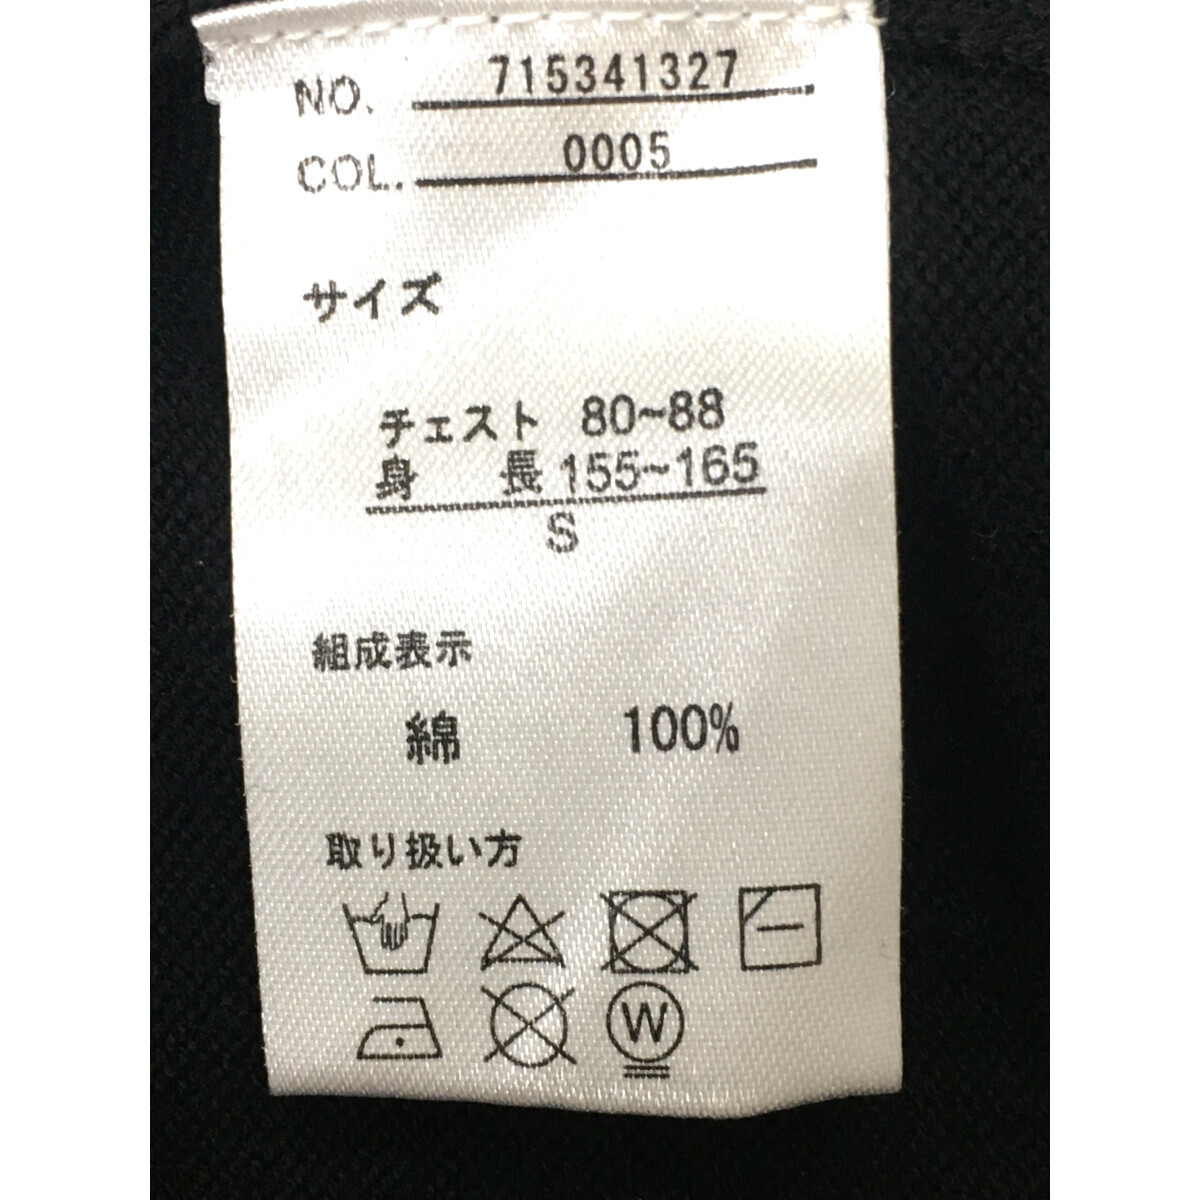 NO. 715341327
COL. 0005
サイズ
チェスト 80~88
身 長 155~165
S
組成表示
綿 100%
取り扱い方
W